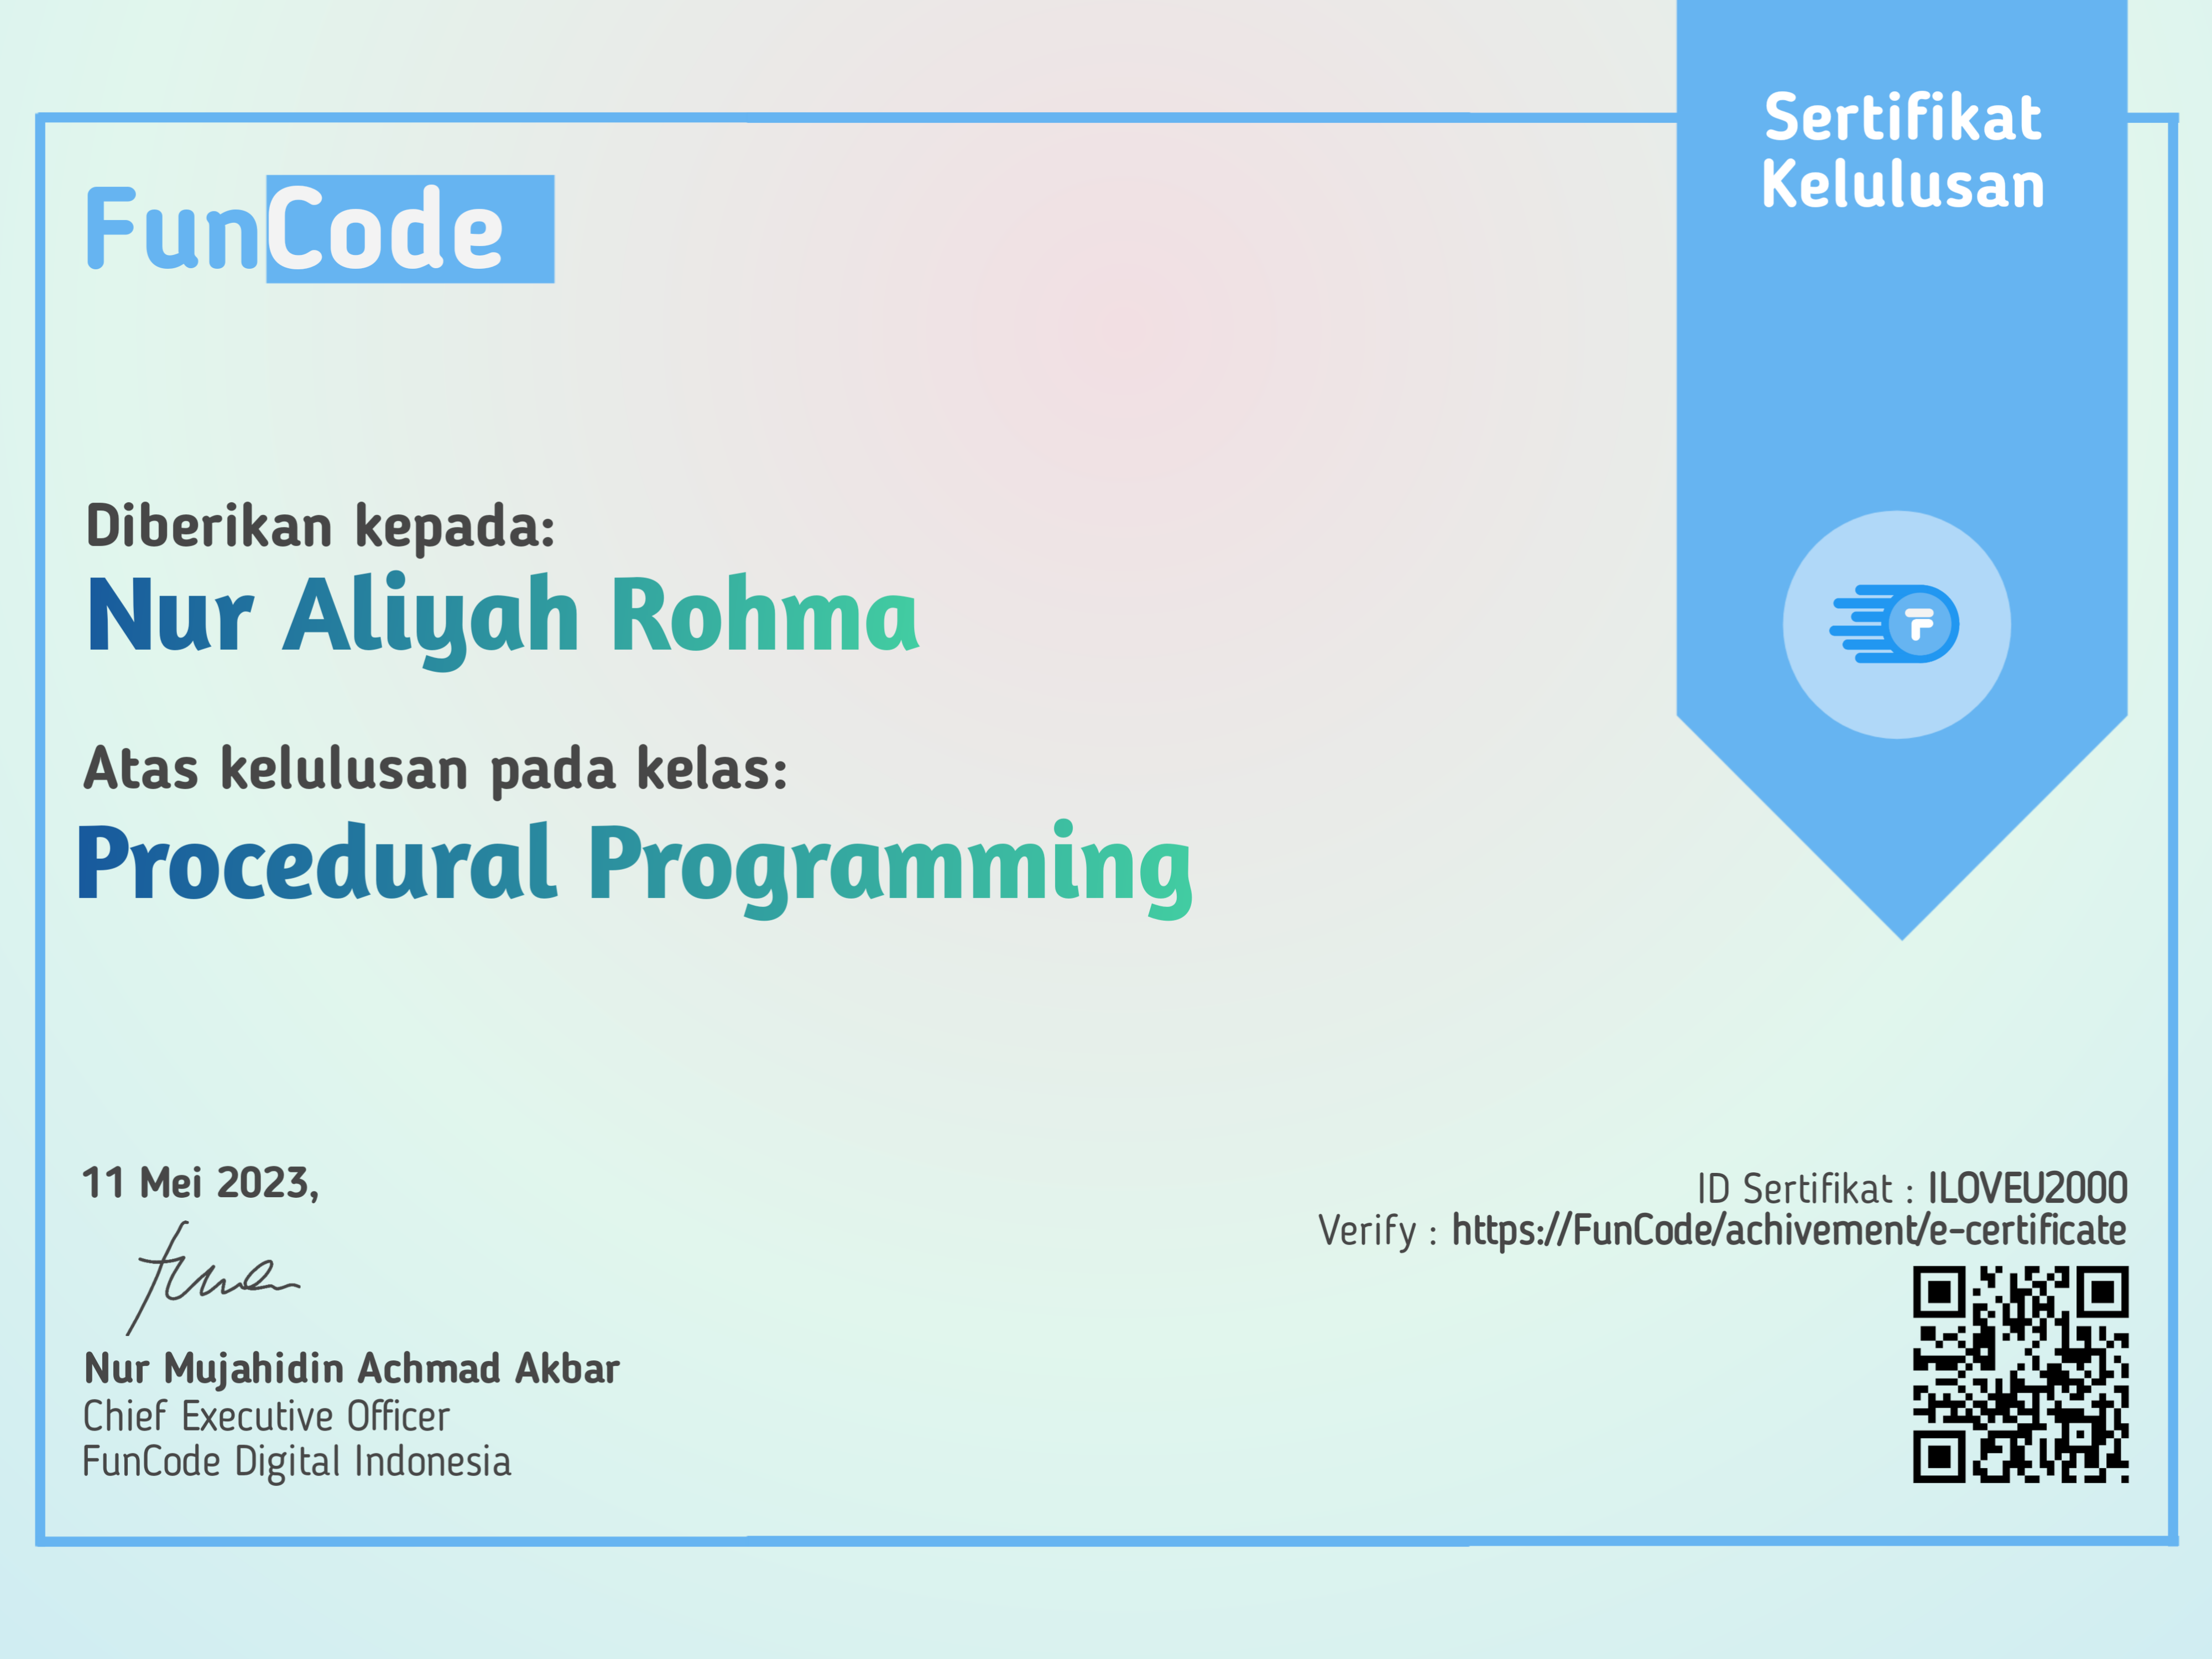 Sertifikat
Kelulusan
FunCode
Diberikan kepada:
Nur Aliyah Rohma
Atas kelulusan pada kelas:
Procedural Programming
11 Mei 2023,
Nur Mujahidin Achmad Akbar
Chief Executive Officer
FunCode Digital Indonesia
ID Sertifikat : ILOVEU2000
Verify : https://FunCode/achivement/e-certificate
F